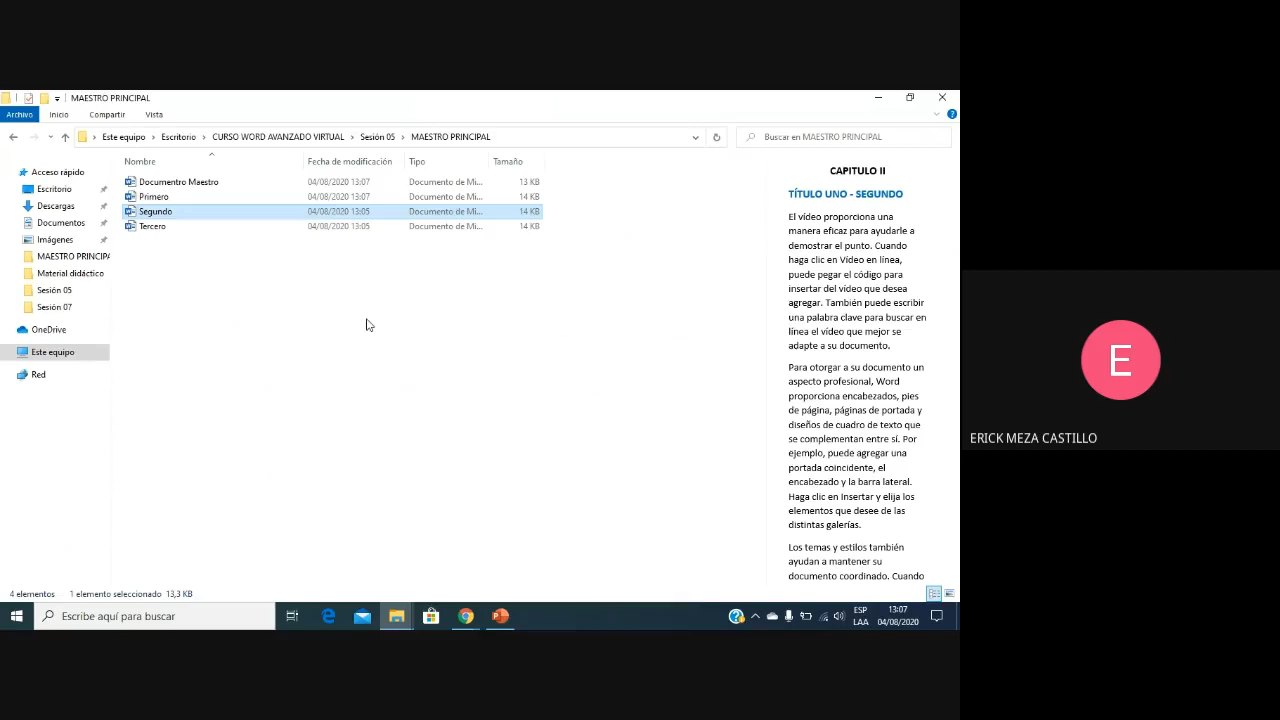 MAESTRO PRINCIPAL
Archivo Inicio Compartir Vista
Este equipo Escritorio CURSO WORD AVANZADO VIRTUAL Sesión 05 MAESTRO PRINCIPAL
Buscar en MAESTRO PRINCIPAL
Nombre Fecha de modificación Tipo Tamaño
Documentro Maestro 04/08/2020 13:07 Documento de Mi... 13 KB
Primero 04/08/2020 13:07 Documento de Mi... 14 KB
Segundo 04/08/2020 13:05 Documento de Mi... 14 KB
Tercero 04/08/2020 13:05 Documento de Mi... 14 KB
Acceso rápido
Escritorio
Descargas
Documentos
Imágenes
MAESTRO PRINCIPA
Material didáctico
Sesión 05
Sesión 07
OneDrive
Este equipo
Red
CAPITULO II
TÍTULO UNO - SEGUNDO
El vídeo proporciona una
manera eficaz para ayudarle a
demostrar el punto. Cuando
haga clic en Vídeo en línea,
puede pegar el código para
insertar del vídeo que desea
agregar. También puede escribir
una palabra clave para buscar en
línea el vídeo que mejor se
adapte a su documento.
Para otorgar a su documento un
aspecto profesional, Word
proporciona encabezados, pies
de página, páginas de portada y
diseños de cuadro de texto que
se complementan entre sí. Por
ejemplo, puede agregar una
portada coincidente, el
encabezado y la barra lateral.
Haga clic en Insertar y elija los
elementos que desee de las
distintas galerías.
Los temas y estilos también
ayudan a mantener su
documento coordinado. Cuando
4 elementos 1 elemento seleccionado 13,3 KB
Escribe aquí para buscar
ESP
LAA
13:07
04/08/2020
E
ERICK MEZA CASTILLO